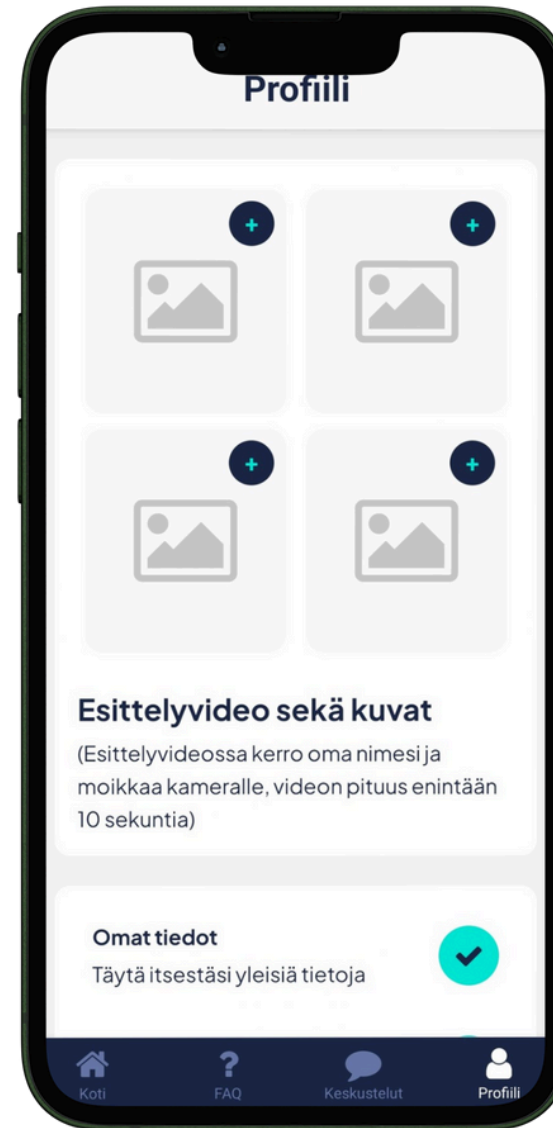 Profiili
+
+
+
+
Esittelyvideo sekä kuvat
(Esittelyvideossa kerro oma nimesi ja
moikkaa kameralle, videon pituus enintään
10 sekuntia)
Omat tiedot
Täytä itsestäsi yleisiä tietoja
?
Koti FAQ Keskustelut Profiili